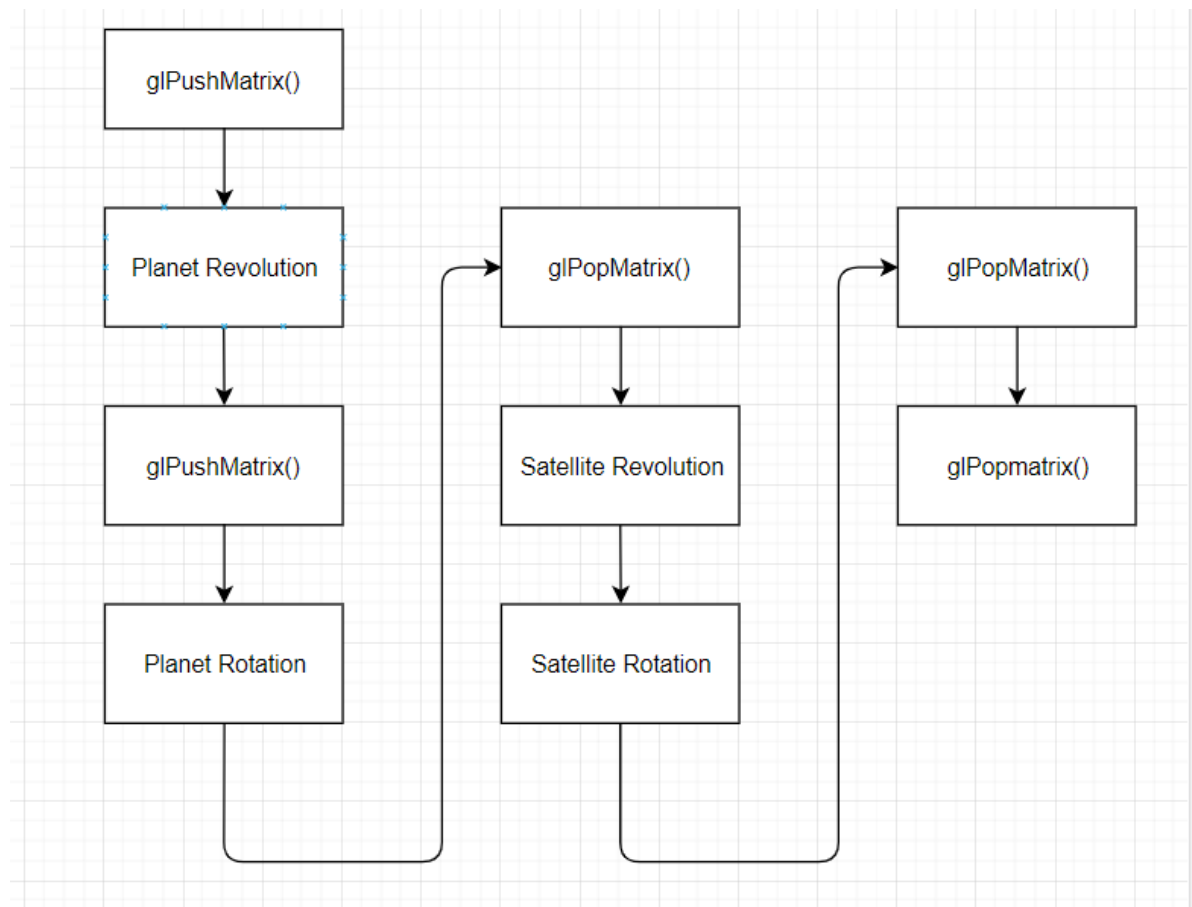 glPushMatrix()
Planet Revolution
glPushMatrix()
Planet Rotation
glPopMatrix()
Satellite Revolution
Satellite Rotation
glPopMatrix()
glPopmatrix()